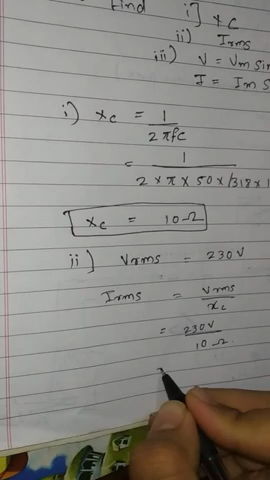 Find i] Xc
ii) Irms
iii) V = Vm Sin
I = Im S
i) Xc = 1 / 2πfC
= 1 / 2 × π × 50 × 318 × 1
Xc = 10 Ω
ii] Vrms = 230 V
Irms = Vrms / Xc
= 230 V / 10 Ω